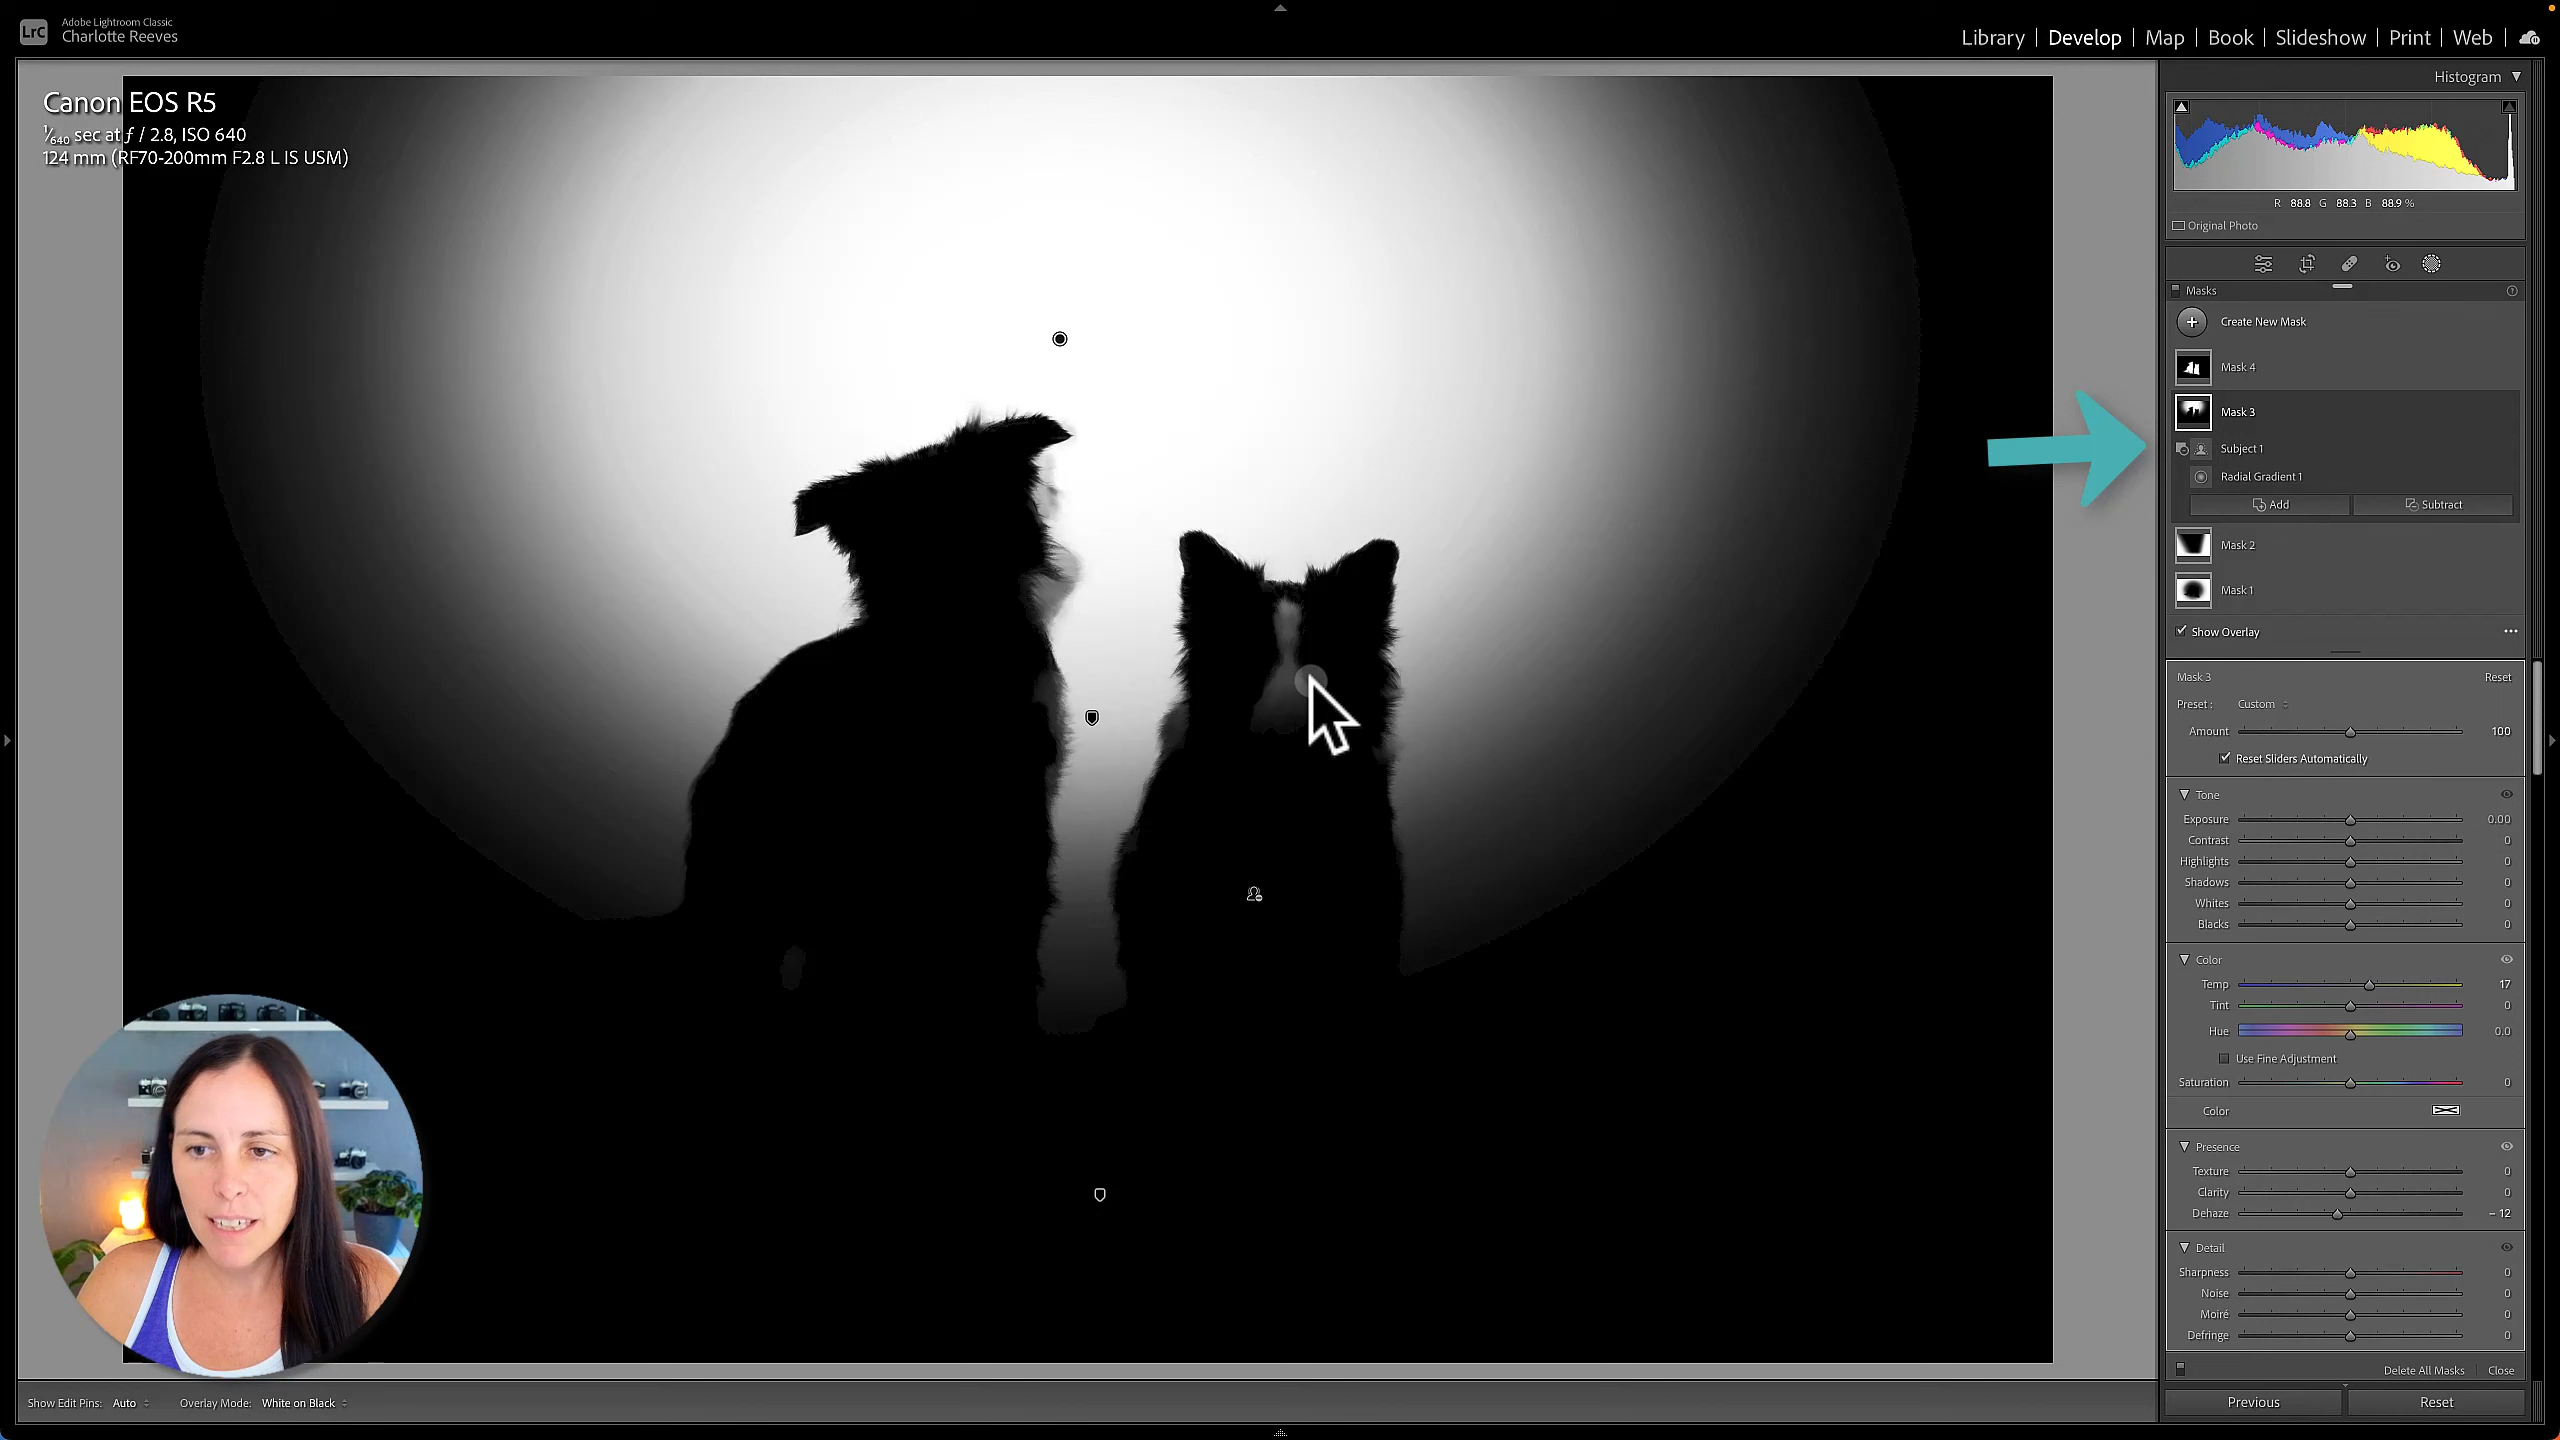 LrC
Adobe Lightroom Classic
Charlotte Reeves
Library | Develop | Map | Book | Slideshow | Print | Web
Canon EOS R5
1/640 sec at ƒ / 2.8, ISO 640
124 mm (RF70-200mm F2.8 L IS USM)
Histogram
R 88.8 G 88.3 B 88.9 %
Original Photo
Masks
Create New Mask
Mask 4
Mask 3
Subject 1
Radial Gradient 1
Add Subtract
Mask 2
Mask 1
Show Overlay
Mask 3 Reset
Preset : Custom
Amount 100
Reset Sliders Automatically
Tone
Exposure 0.00
Contrast 0
Highlights 0
Shadows 0
Whites 0
Blacks 0
Color
Temp 17
Tint 0
Hue 0.0
Use Fine Adjustment
Saturation 0
Color
Presence
Texture 0
Clarity 0
Dehaze – 12
Detail
Sharpness 0
Noise 0
Moiré 0
Defringe 0
Delete All Masks Close
Previous Reset
Show Edit Pins: Auto Overlay Mode: White on Black